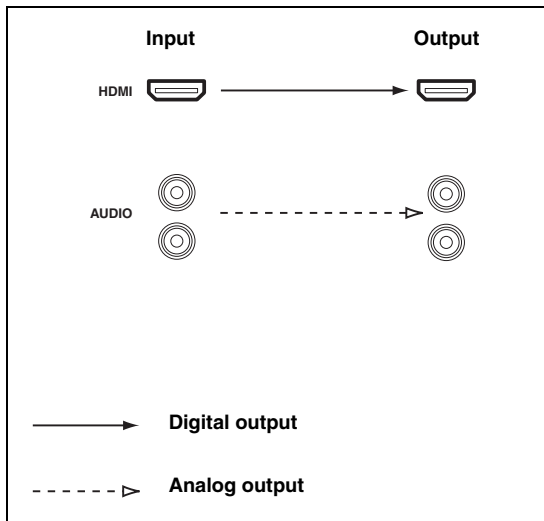 Input Output
HDMI
AUDIO
Digital output
Analog output